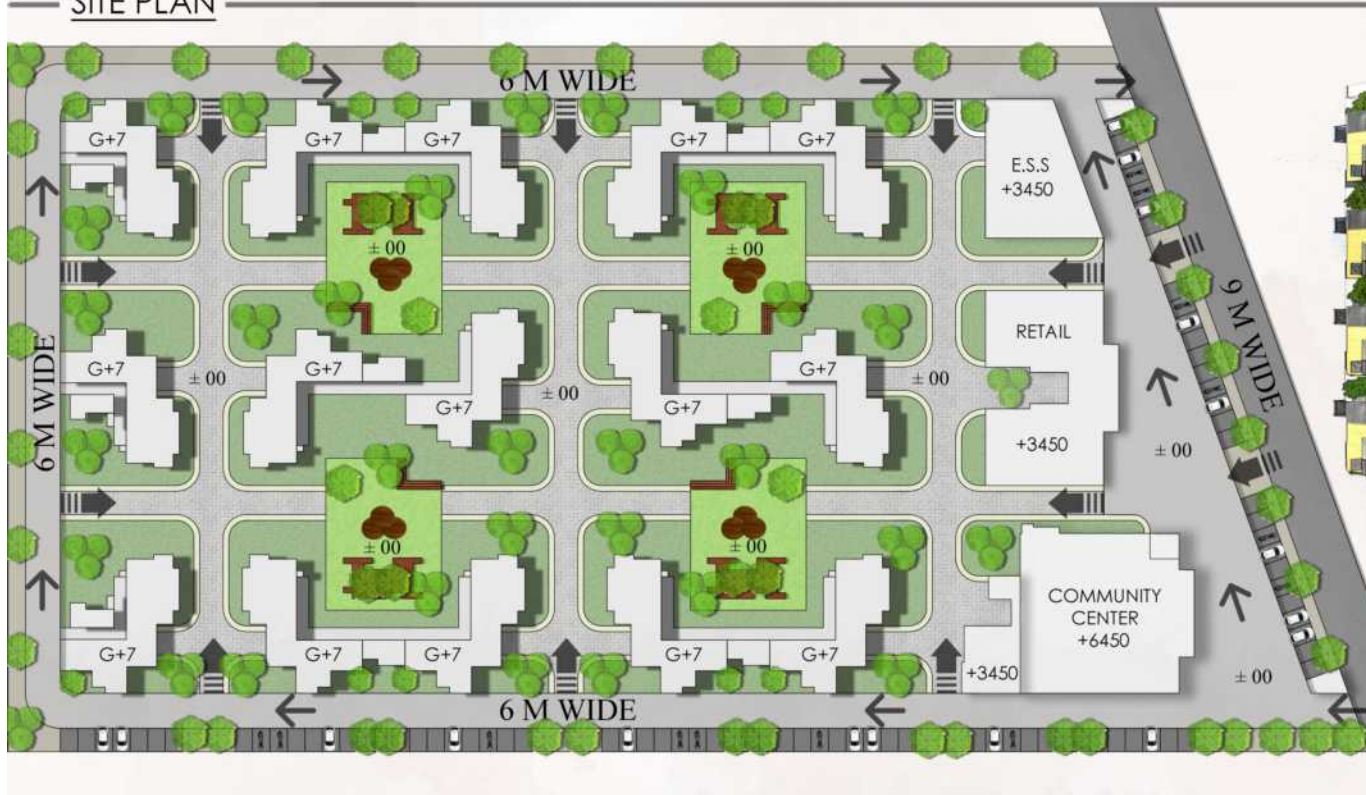 SITE PLAN
6 M WIDE
G+7
G+7
G+7
G+7
G+7
E.S.S
+3450
± 00
± 00
9 M WIDE
RETAIL
6 M WIDE
G+7
G+7
G+7
± 00
± 00
± 00
G+7
G+7
+3450
± 00
± 00
± 00
COMMUNITY
CENTER
+6450
G+7
G+7
G+7
G+7
G+7
+3450
± 00
6 M WIDE